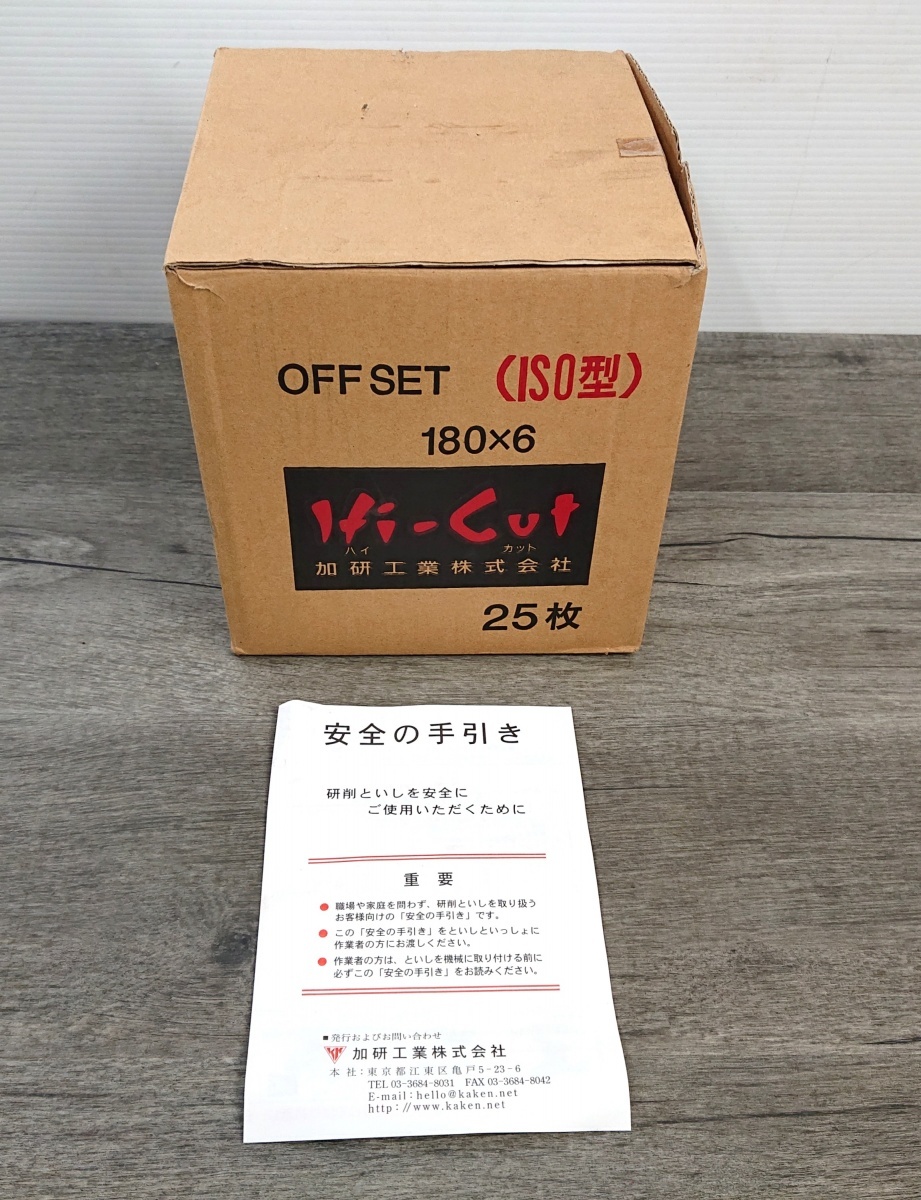 OFFSET (ISO型)
180×6
Hi-Cut
ハイ カット
加研工業株式会社
25枚
安全の手引き
研削といしを安全に
ご使用いただくために
重要
● 職場や家庭を問わず、研削といしを取り扱う
お客様向けの「安全の手引き」です。
● この「安全の手引き」をといしといっしょに
作業者の方にお渡しください。
● 作業者の方は、といしを機械に取り付ける前に
必ずこの「安全の手引き」をお読みください。
■発行およびお問い合わせ
加研工業株式会社
本社:東京都江東区亀戸5-23-6
TEL 03-3684-8031 FAX 03-3684-8042
E-mail:hello@kaken.net
http://www.kaken.net